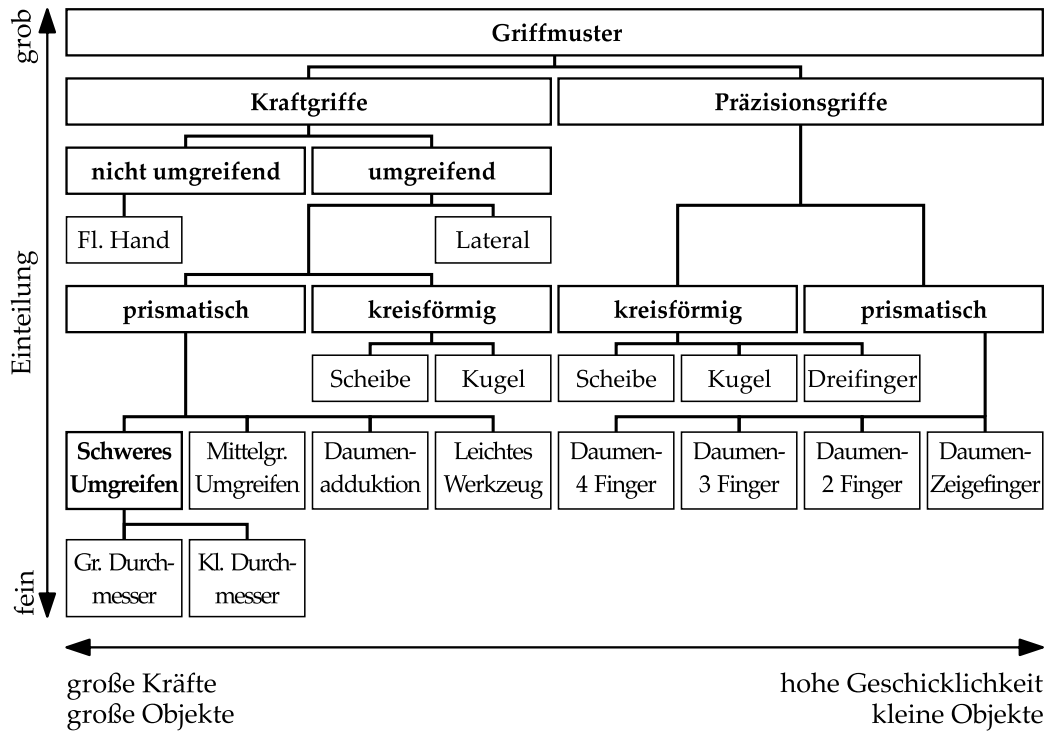 grob
Griffmuster
Kraftgriffe
Präzisionsgriffe
nicht umgreifend
umgreifend
Fl. Hand
Lateral
Einteilung
prismatisch
kreisförmig
kreisförmig
prismatisch
Scheibe
Kugel
Scheibe
Kugel
Dreifinger
Schweres
Umgreifen
Mittelgr.
Umgreifen
Daumen-
adduktion
Leichtes
Werkzeug
Daumen-
4 Finger
Daumen-
3 Finger
Daumen-
2 Finger
Daumen-
Zeigefinger
Gr. Durch-
messer
Kl. Durch-
messer
fein
große Kräfte
große Objekte
hohe Geschicklichkeit
kleine Objekte